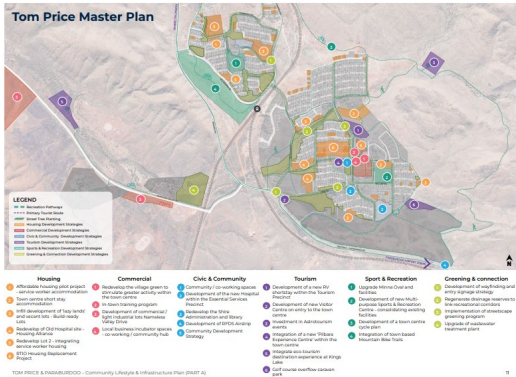 Tom Price Master Plan
LEGEND
Recreation Pathways
Primary Tourist Route
Street Tree Planting
Housing Development Strategies
Commercial Development Strategies
Civic & Community Development Strategies
Tourism Development Strategies
Sports & Recreation Development Strategies
Greening & Connection Development Strategies
N
Housing
Affordable housing pilot project
- service worker accommodation
Town centre short stay
accommodation
Infill development of 'lazy lands'
and vacant lots - Build-ready
Lots
Redevelop of Old Hospital site -
Housing Alliance
Redevelop Lot 2 - Integrating
service worker housing
RTIO Housing Replacement
Project
Commercial
Redevelop the village green to
stimulate greater activity within
the town centre
In-town training program
Development of commercial /
light industrial lots Nameless
Valley Drive
Local business incubator spaces
- co working / community hub
Civic & Community
Community / co-working spaces
Development of the new Hospital
within the Essential Services
Precinct
Redevelop the Shire
Administration and library
Development of RFDS Airstrip
Community Development
Strategy
Tourism
Development of a new RV
shortstay within the Tourism
Precinct
Development of new Visitor
Centre on entry to the town
centre
Investment in Astrotourism
events
Integration of a new 'Pilbara
Experience Centre' within the
town centre
Integrate eco-tourist
destination experience at Kings
Lake
Golf course overflow caravan
park
Sport & Recreation
Upgrade Minna Oval and
facilities
Development of new Multi-
purpose Sports & Recreation
Centre - consolidating existing
facilities
Development of a town centre
cycle plan
Integration of town based
Mountain Bike Trails
Greening & connection
Development of wayfinding and
entry signage strategy
Regenerate drainage reserves to
link recreational corridors
Implementation of streetscape
greening program
Upgrade of wastewater
treatment plant
TOM PRICE & PARABURDOO - Community Lifestyle & Infrastructure Plan (PART A)
11